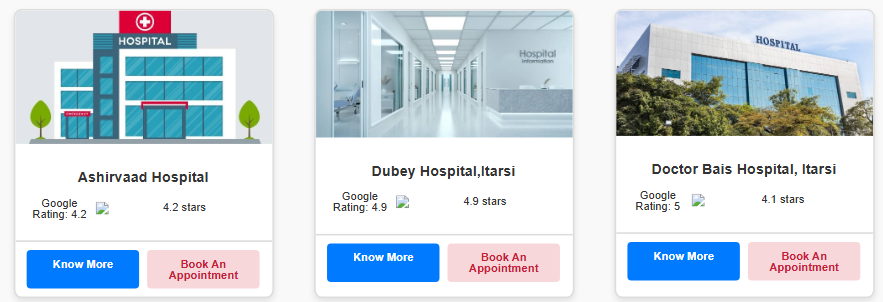 HOSPITAL
EMERGENCY
Ashirvaad Hospital
Google
Rating: 4.2
4.2 stars
Know More
Book An
Appointment
Hospital
Information
Dubey Hospital,Itarsi
Google
Rating: 4.9
4.9 stars
Know More
Book An
Appointment
HOSPITAL
Doctor Bais Hospital, Itarsi
Google
Rating: 5
4.1 stars
Know More
Book An
Appointment